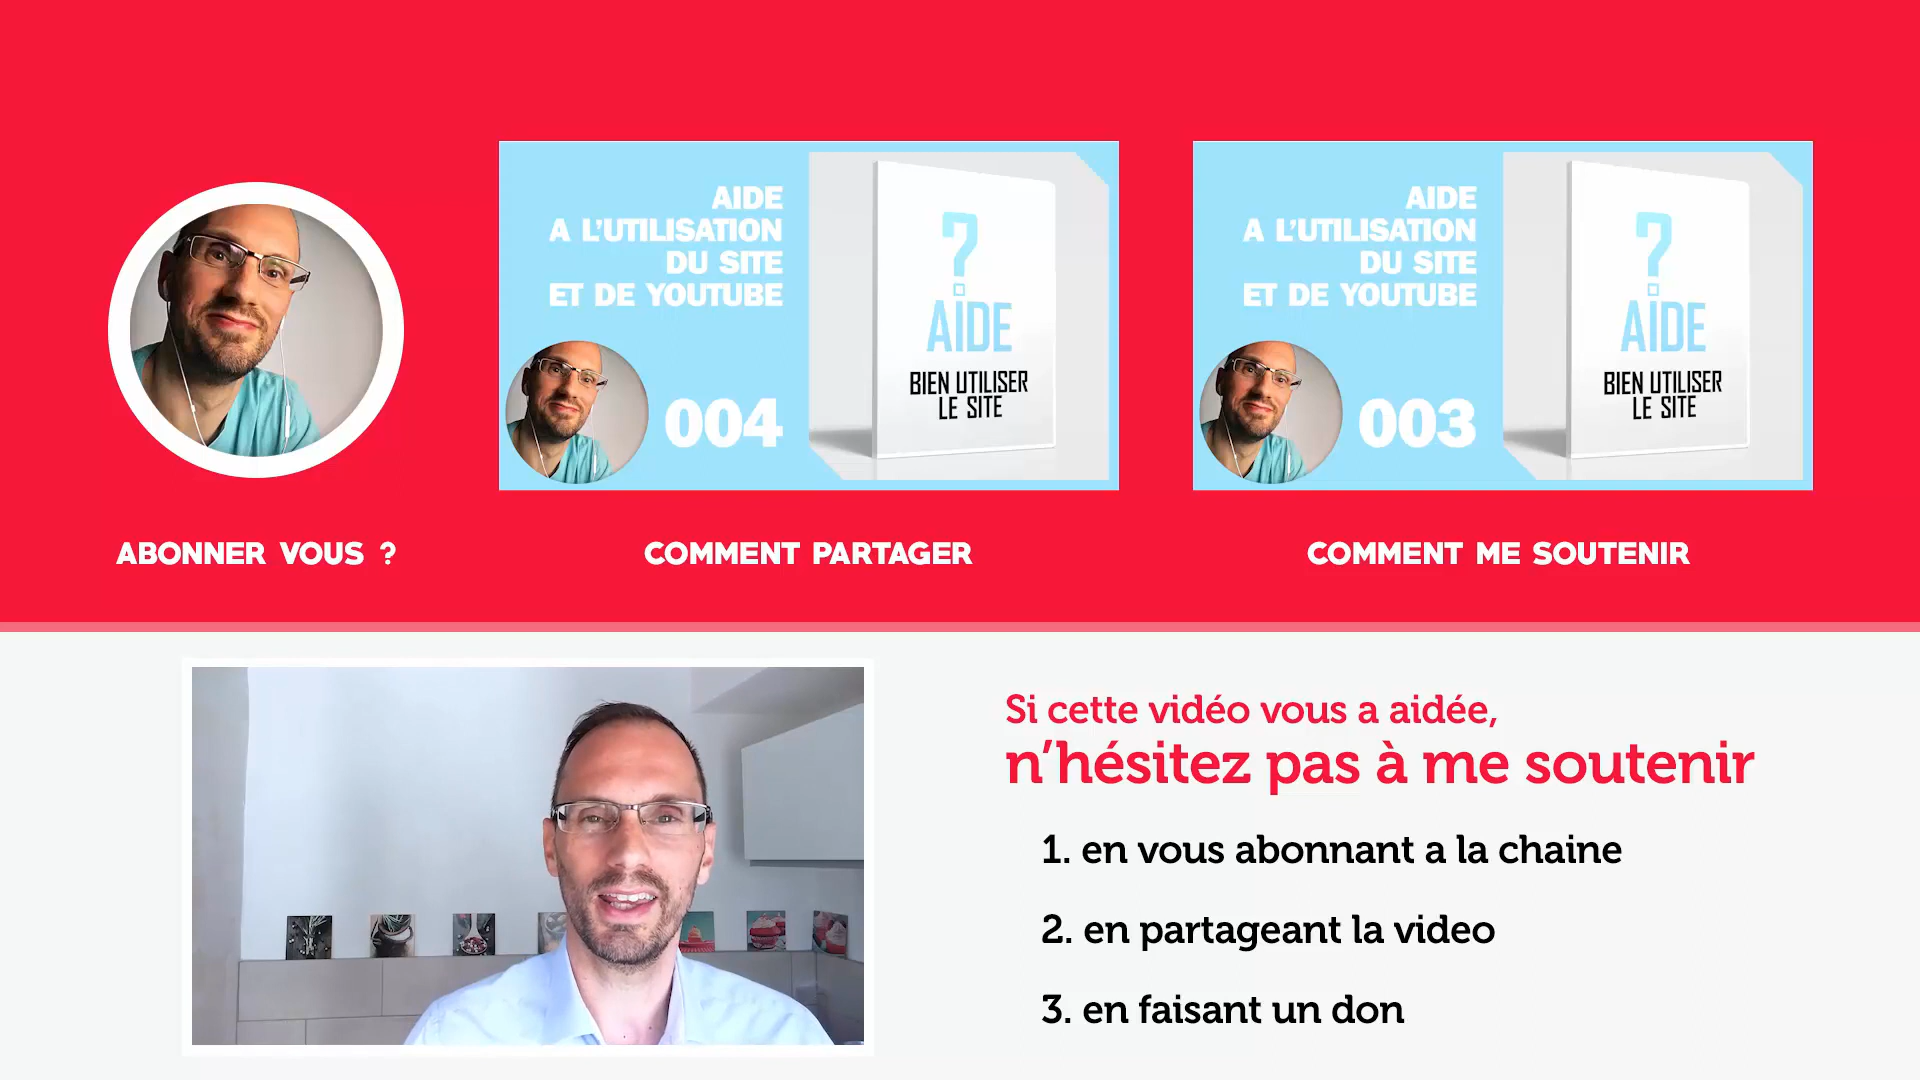 AIDE
A L'UTILISATION
DU SITE
ET DE YOUTUBE
004
?
AIDE
BIEN UTILISER
LE SITE
AIDE
A L'UTILISATION
DU SITE
ET DE YOUTUBE
003
?
AIDE
BIEN UTILISER
LE SITE
ABONNER VOUS ?
COMMENT PARTAGER
COMMENT ME SOUTENIR
Si cette vidéo vous a aidée,
n'hésitez pas à me soutenir
1. en vous abonnant a la chaine
2. en partageant la video
3. en faisant un don